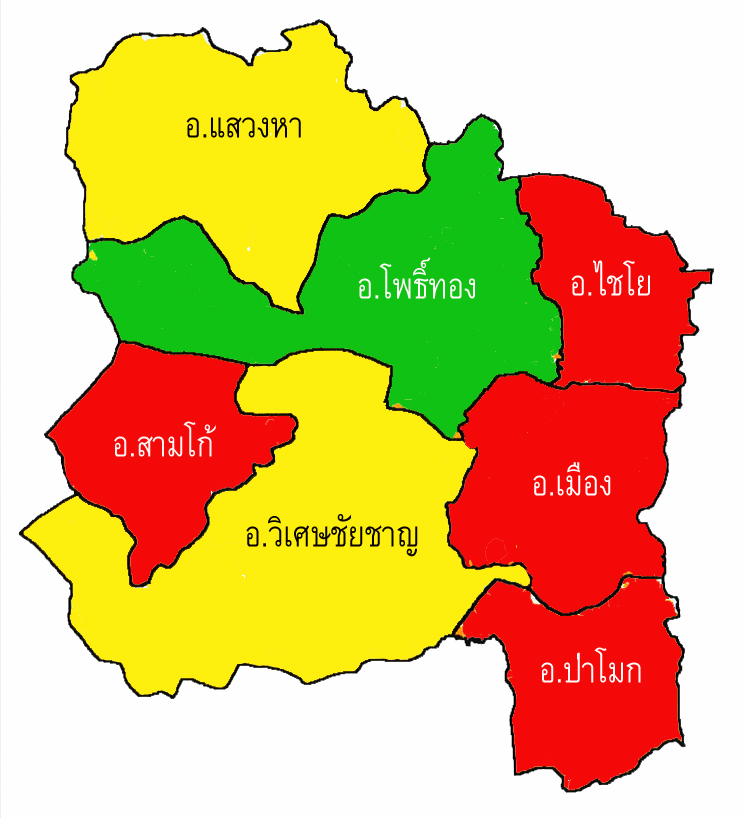 อ.แสวงหา
อ.โพธิ์ทอง
อ.ไชโย
อ.สามโก้
อ.เมือง
อ.วิเศษชัยชาญ
อ.ป่าโมก